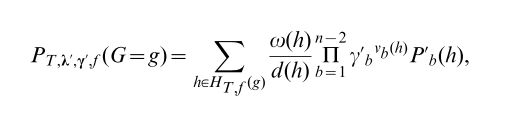 P_{T,λ′,γ′,f}(G=g) = \sum_{h∈H_{T,f}(g)} \frac{ω(h)}{d(h)} \prod_{b=1}^{n−2} γ′_b^{v_b(h)} P′_b(h),